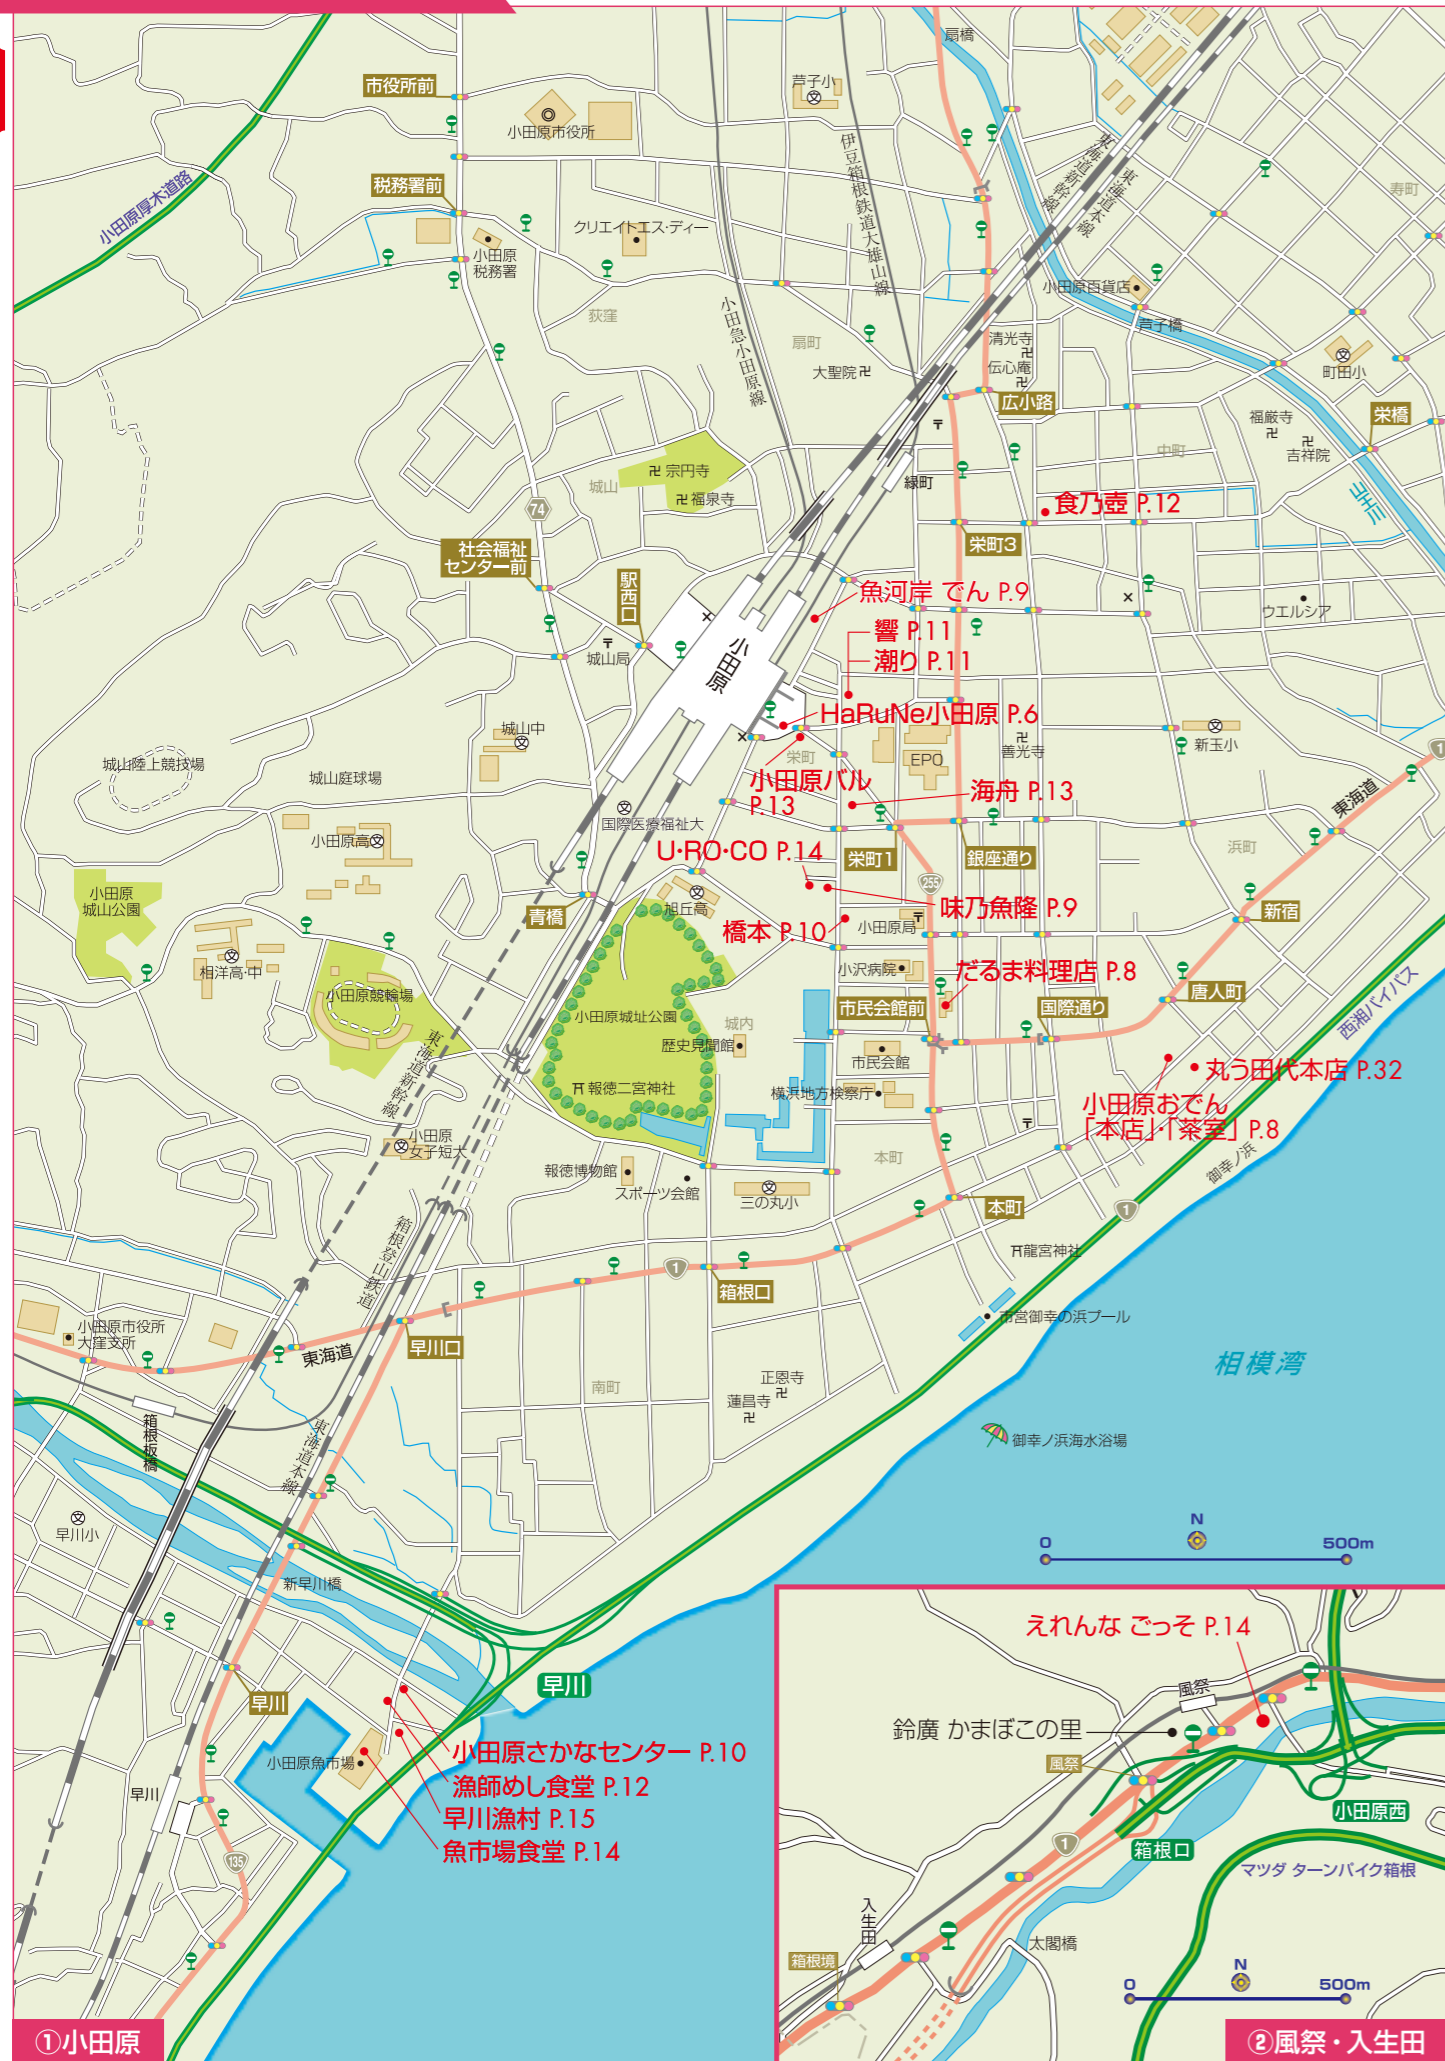 扇橋
芦子小
市役所前
小田原市役所
伊豆箱根鉄道大雄山線
東海道新幹線
東海道本線
寿町
税務署前
小田原厚木道路
小田原
税務署
クリエイトエス・ディー
小田原百貨店
芦子橋
荻窪
小田急小田原線
扇町
大聖院
清光寺
伝心庵
町田小
広小路
栄橋
福厳寺
吉祥院
中町
山王川
宗円寺
城山
福泉寺
緑町
74
食乃壺 P.12
栄町3
社会福祉
センター前
駅西口
魚河岸 でん P.9
ウエルシア
城山局
小田原
響 P.11
潮り P.11
HaRuNe小田原 P.6
城山中
新玉小
善光寺
栄町
EPO
1
城山陸上競技場
城山庭球場
小田原バル
P.13
海舟 P.13
東海道
国際医療福祉大
小田原高
U・RO・CO P.14
栄町1
銀座通り
浜町
255
小田原
城山公園
青橋
旭丘高
味乃魚隆 P.9
新宿
橋本 P.10
小田原局
相洋高・中
小沢病院
だるま料理店 P.8
小田原競輪場
小田原城址公園
城内
市民会館前
国際通り
唐人町
西湘バイパス
東海道新幹線
歴史見聞館
市民会館
報徳二宮神社
横浜地方検察庁
丸う田代本店 P.32
小田原おでん
「本店」・「茶室」 P.8
小田原
女子短大
報徳博物館
スポーツ会館
三の丸小
本町
御幸ノ浜
本町
1
箱根登山鉄道
龍宮神社
1
箱根口
市営御幸の浜プール
小田原市役所
大窪支所
東海道
早川口
相模湾
南町
正恩寺
蓮昌寺
箱根板橋
東海道本線
御幸ノ浜海水浴場
早川小
N
0
500m
新早川橋
早川
早川
小田原魚市場
小田原さかなセンター P.10
漁師めし食堂 P.12
早川漁村 P.15
魚市場食堂 P.14
早川
135
①小田原
えれんな ごっそ P.14
風祭
鈴廣 かまぼこの里
風祭
小田原西
1
箱根口
マツダ ターンパイク箱根
入生田
太閤橋
箱根境
N
0
500m
②風祭・入生田